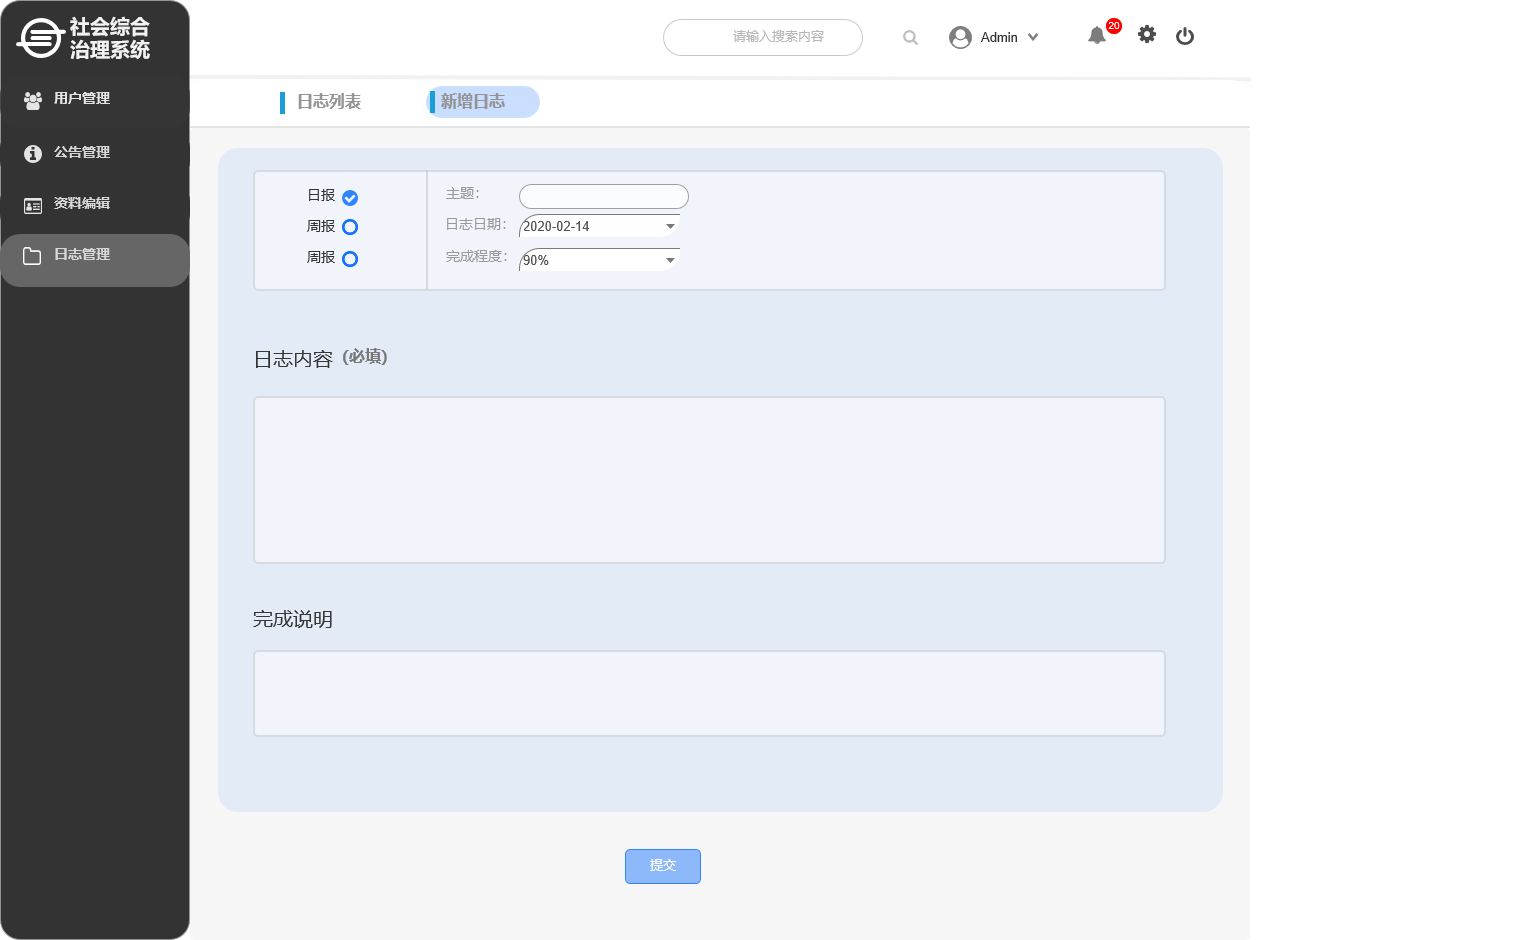 社会综合
治理系统
请输入搜索内容
Admin
20
用户管理
公告管理
资料编辑
日志管理
日志列表
新增日志
日报
周报
周报
主题：
日志日期： 2020-02-14
完成程度： 90%
日志内容 (必填)
完成说明
提交